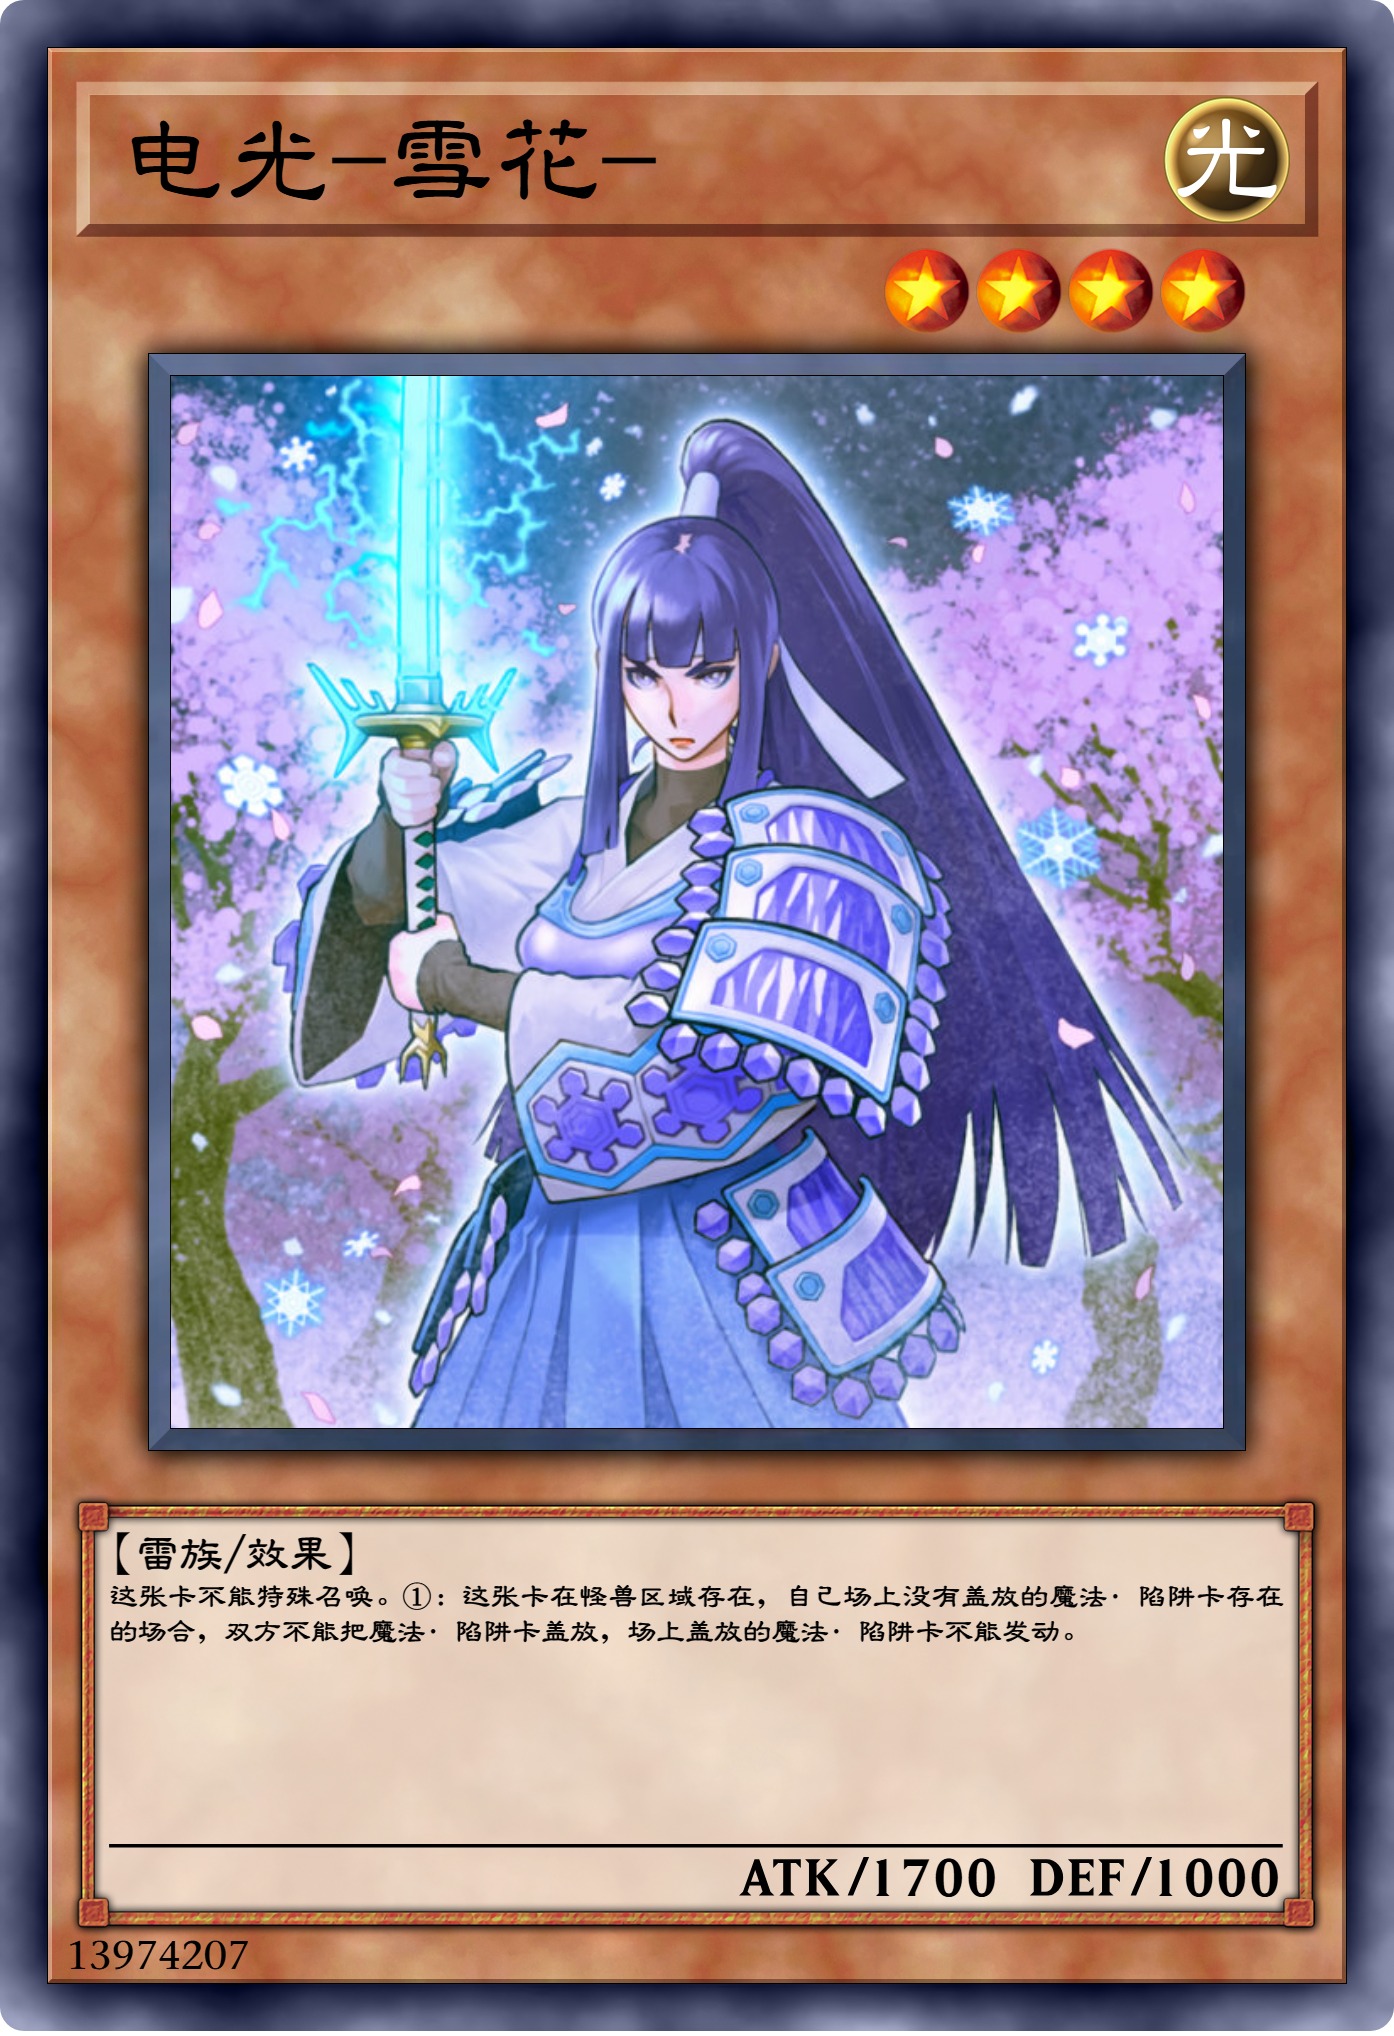 电光-雪花-
光
【雷族/效果】
这张卡不能特殊召唤。①：这张卡在怪兽区域存在，自己场上没有盖放的魔法·陷阱卡存在
的场合，双方不能把魔法·陷阱卡盖放，场上盖放的魔法·陷阱卡不能发动。
ATK/1700 DEF/1000
13974207